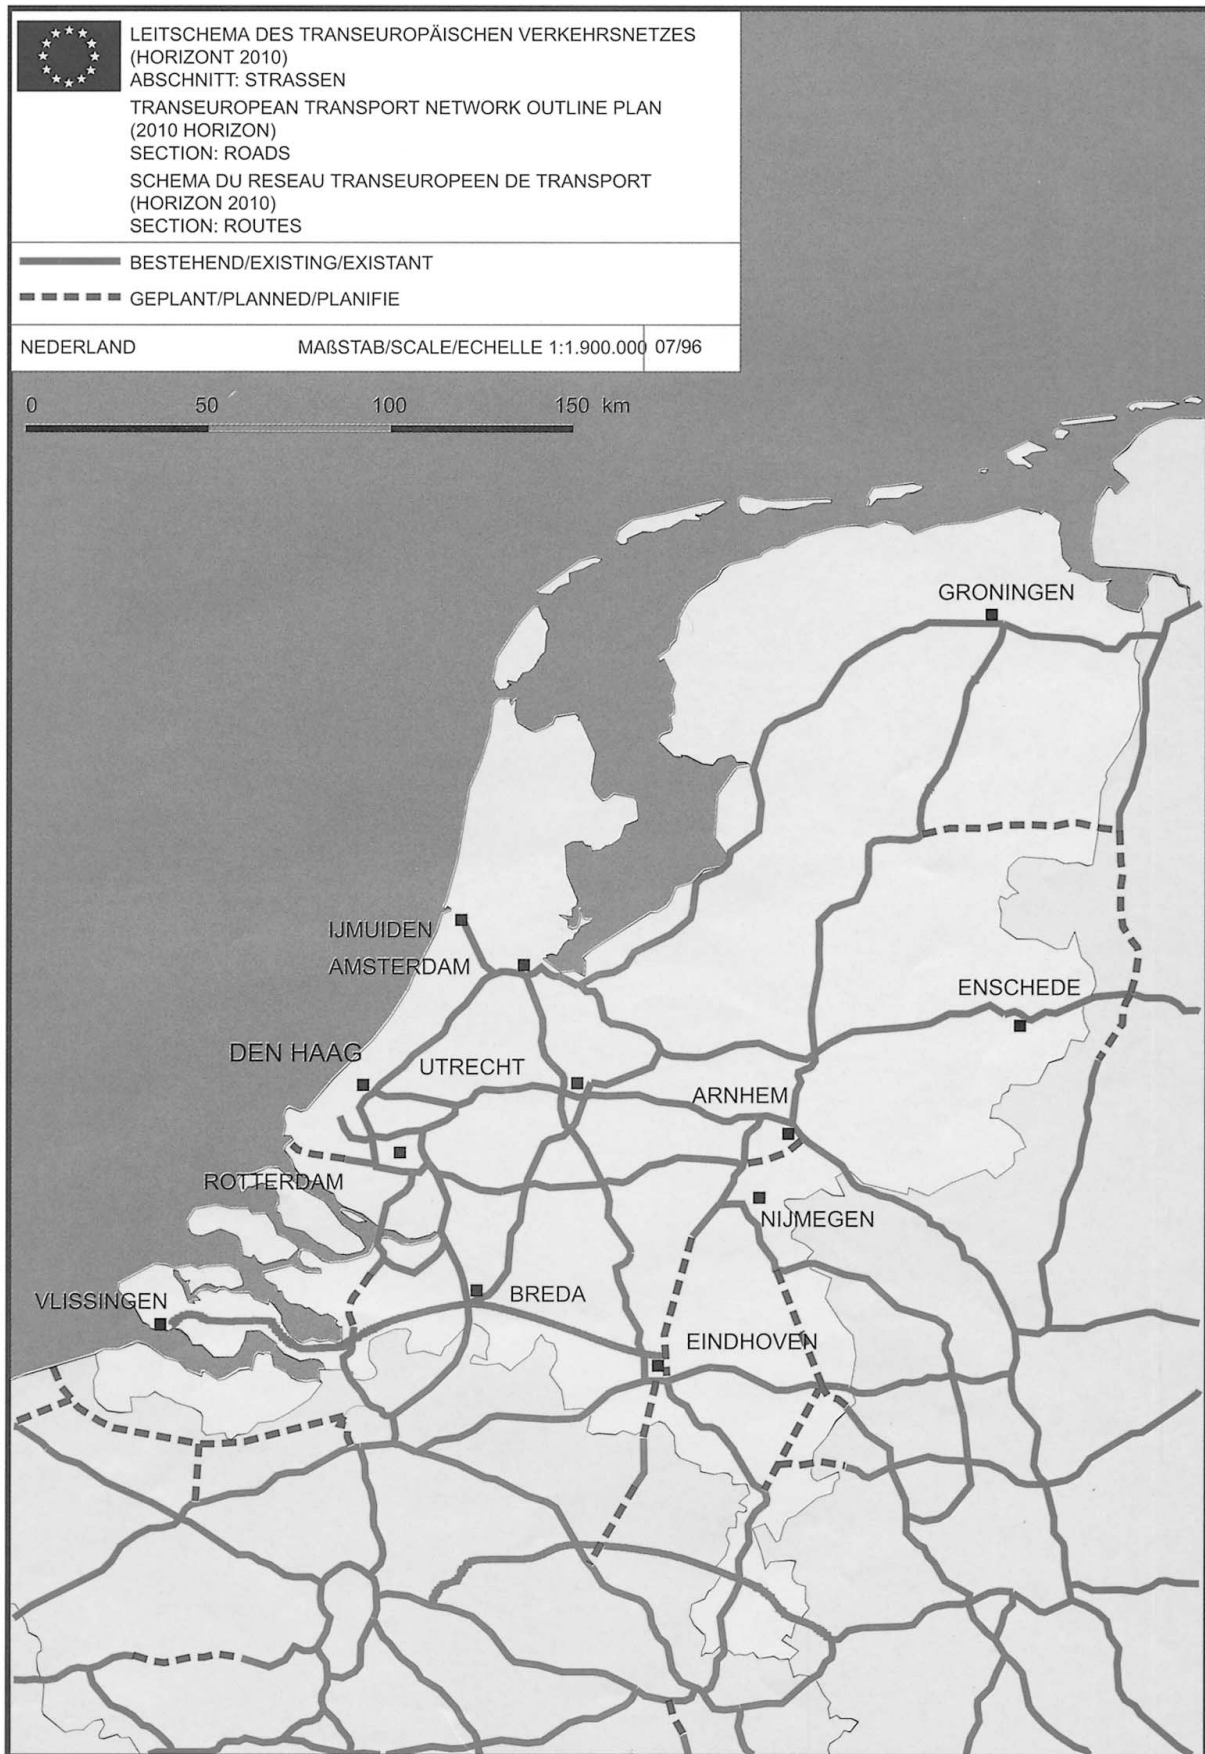 LEITSCHEMA DES TRANSEUROPÄISCHEN VERKEHRSNETZES
(HORIZONT 2010)
ABSCHNITT: STRASSEN
TRANSEUROPEAN TRANSPORT NETWORK OUTLINE PLAN
(2010 HORIZON)
SECTION: ROADS
SCHEMA DU RESEAU TRANSEUROPEEN DE TRANSPORT
(HORIZON 2010)
SECTION: ROUTES
BESTEHEND/EXISTING/EXISTANT
GEPLANT/PLANNED/PLANIFIE
NEDERLAND MAßSTAB/SCALE/ECHELLE 1:1.900.000 07/96
0 50 100 150 km
GRONINGEN
IJMUIDEN
AMSTERDAM
ENSCHEDE
DEN HAAG
UTRECHT
ARNHEM
ROTTERDAM
NIJMEGEN
VLISSINGEN
BREDA
EINDHOVEN